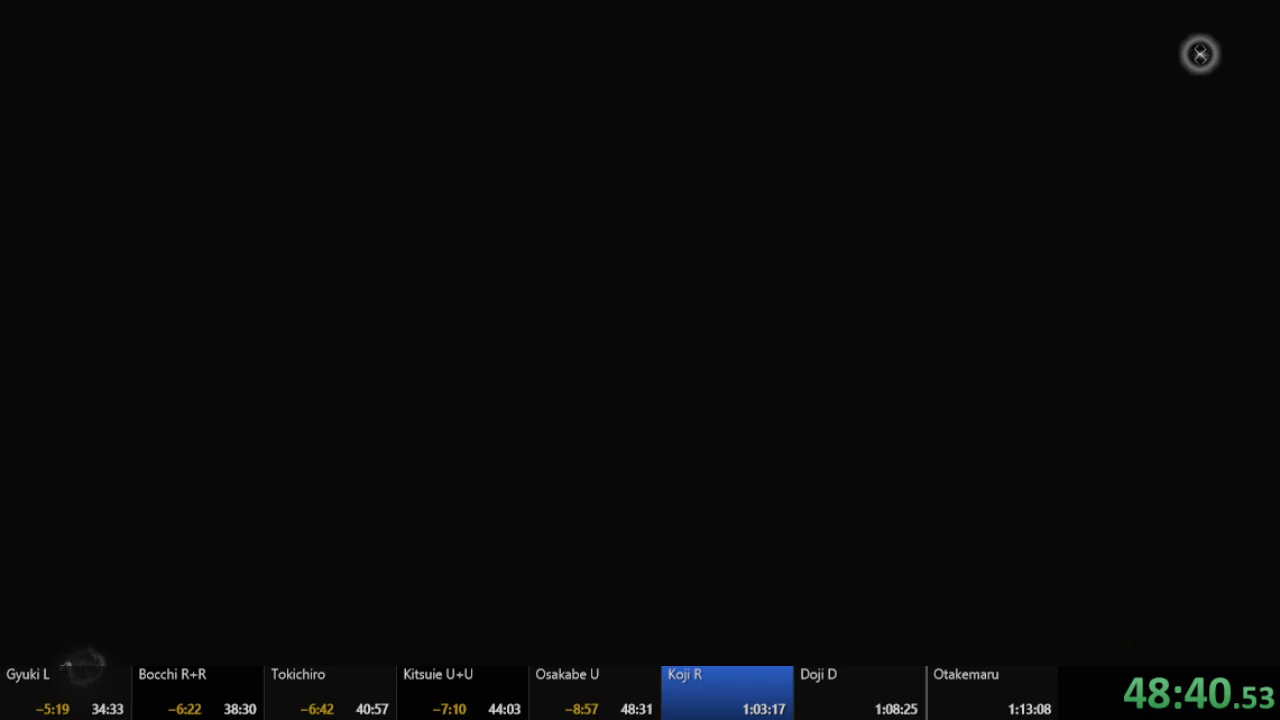 Gyuki L
−5:19 34:33
Bocchi R+R
−6:22 38:30
Tokichiro
−6:42 40:57
Kitsuie U+U
−7:10 44:03
Osakabe U
−8:57 48:31
Koji R
1:03:17
Doji D
1:08:25
Otakemaru
1:13:08
48:40.53